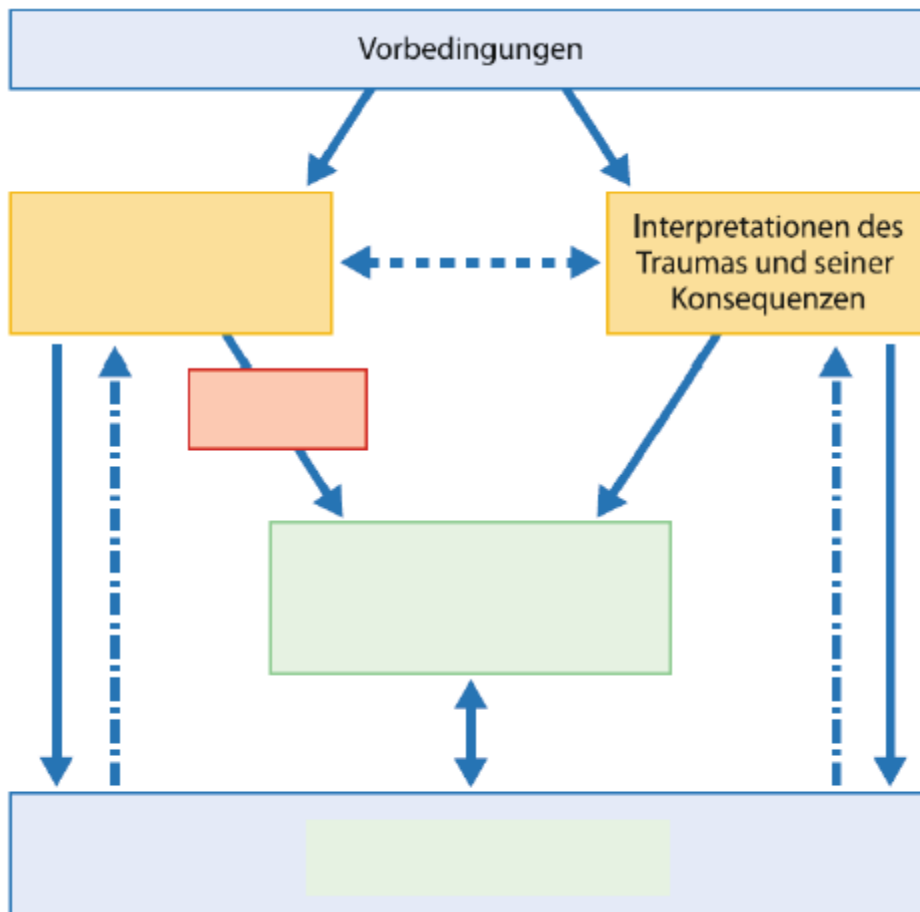 Vorbedingungen
Interpretationen des
Traumas und seiner
Konsequenzen